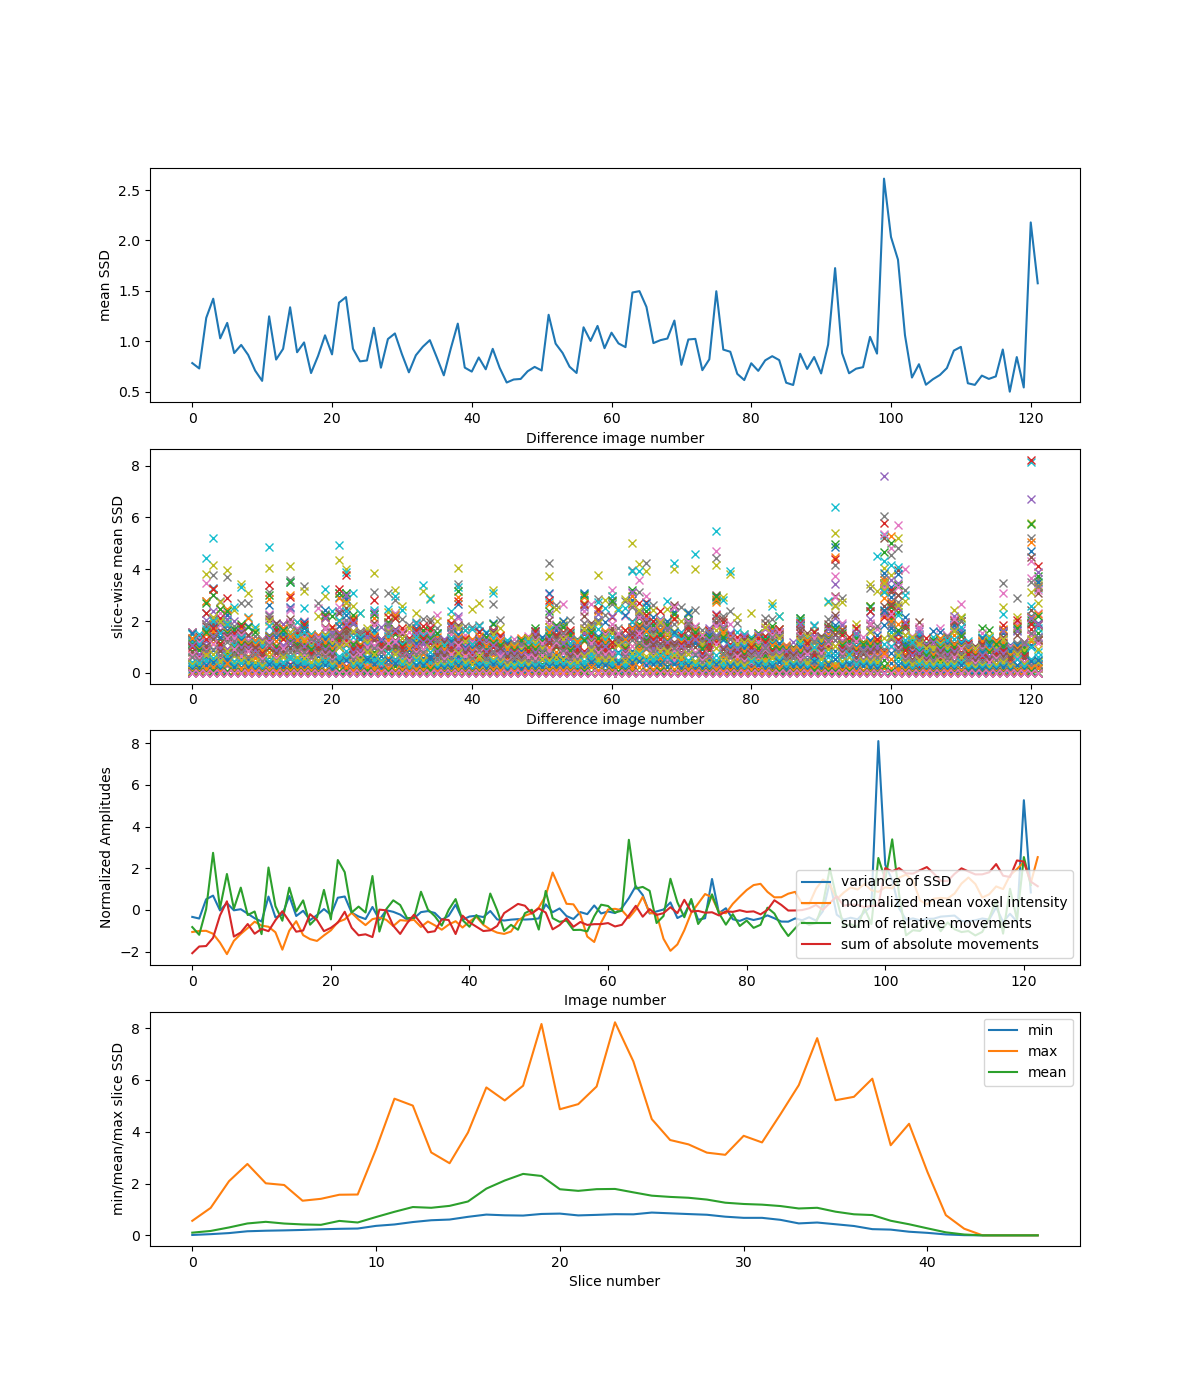 2.5
2.0
1.5
1.0
0.5
mean SSD
0 20 40 60 80 100 120
Difference image number
8
6
4
2
0
slice-wise mean SSD
0 20 40 60 80 100 120
Difference image number
8
6
4
2
0
−2
Normalized Amplitudes
variance of SSD
normalized mean voxel intensity
sum of relative movements
sum of absolute movements
0 20 40 60 80 100 120
Image number
8
6
4
2
0
min/mean/max slice SSD
min
max
mean
0 10 20 30 40
Slice number